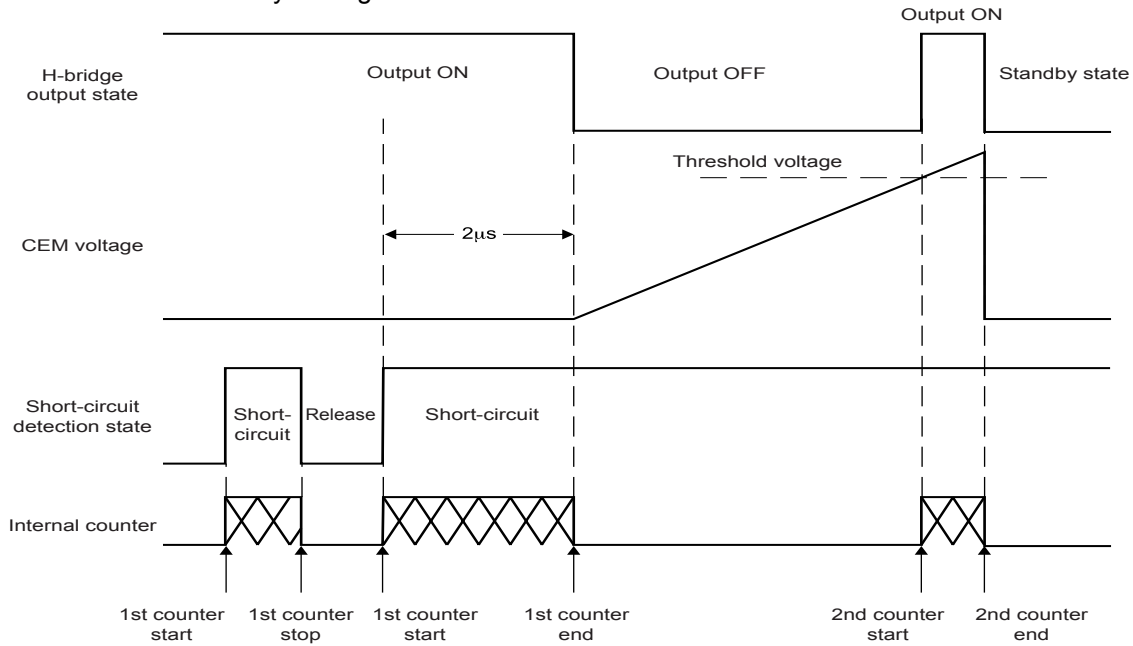 Output ON
H-bridge
output state
Output ON
Output OFF
Standby state
Threshold voltage
CEM voltage
2μs
Short-circuit
detection state
Short-
circuit
Release
Short-circuit
Internal counter
1st counter
start
1st counter
stop
1st counter
start
1st counter
end
2nd counter
start
2nd counter
end